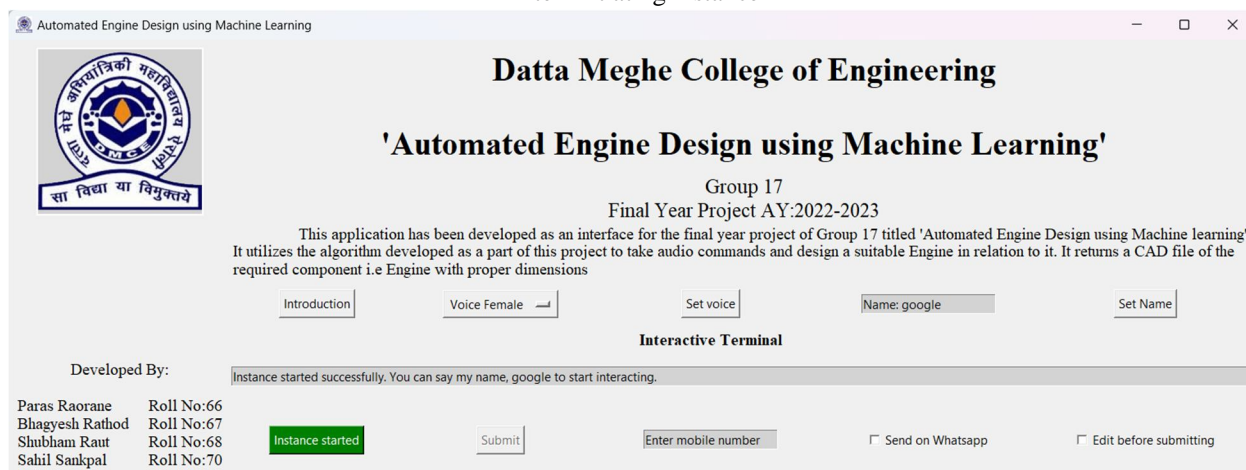 Automated Engine Design using Machine Learning
Datta Meghe College of Engineering
'Automated Engine Design using Machine Learning'
Group 17
Final Year Project AY:2022-2023
This application has been developed as an interface for the final year project of Group 17 titled 'Automated Engine Design using Machine learning'
It utilizes the algorithm developed as a part of this project to take audio commands and design a suitable Engine in relation to it. It returns a CAD file of the
required component i.e Engine with proper dimensions
दत्ता मेघे अभियांत्रिकी महाविद्यालय ऐरोली
DMCE
सा विद्या या विमुक्तये
Introduction Voice Female Set voice Name: google Set Name
Interactive Terminal
Developed By:
Instance started successfully. You can say my name, google to start interacting.
Paras Raorane Roll No:66
Bhagyesh Rathod Roll No:67
Shubham Raut Roll No:68
Sahil Sankpal Roll No:70
Instance started Submit Enter mobile number Send on Whatsapp Edit before submitting